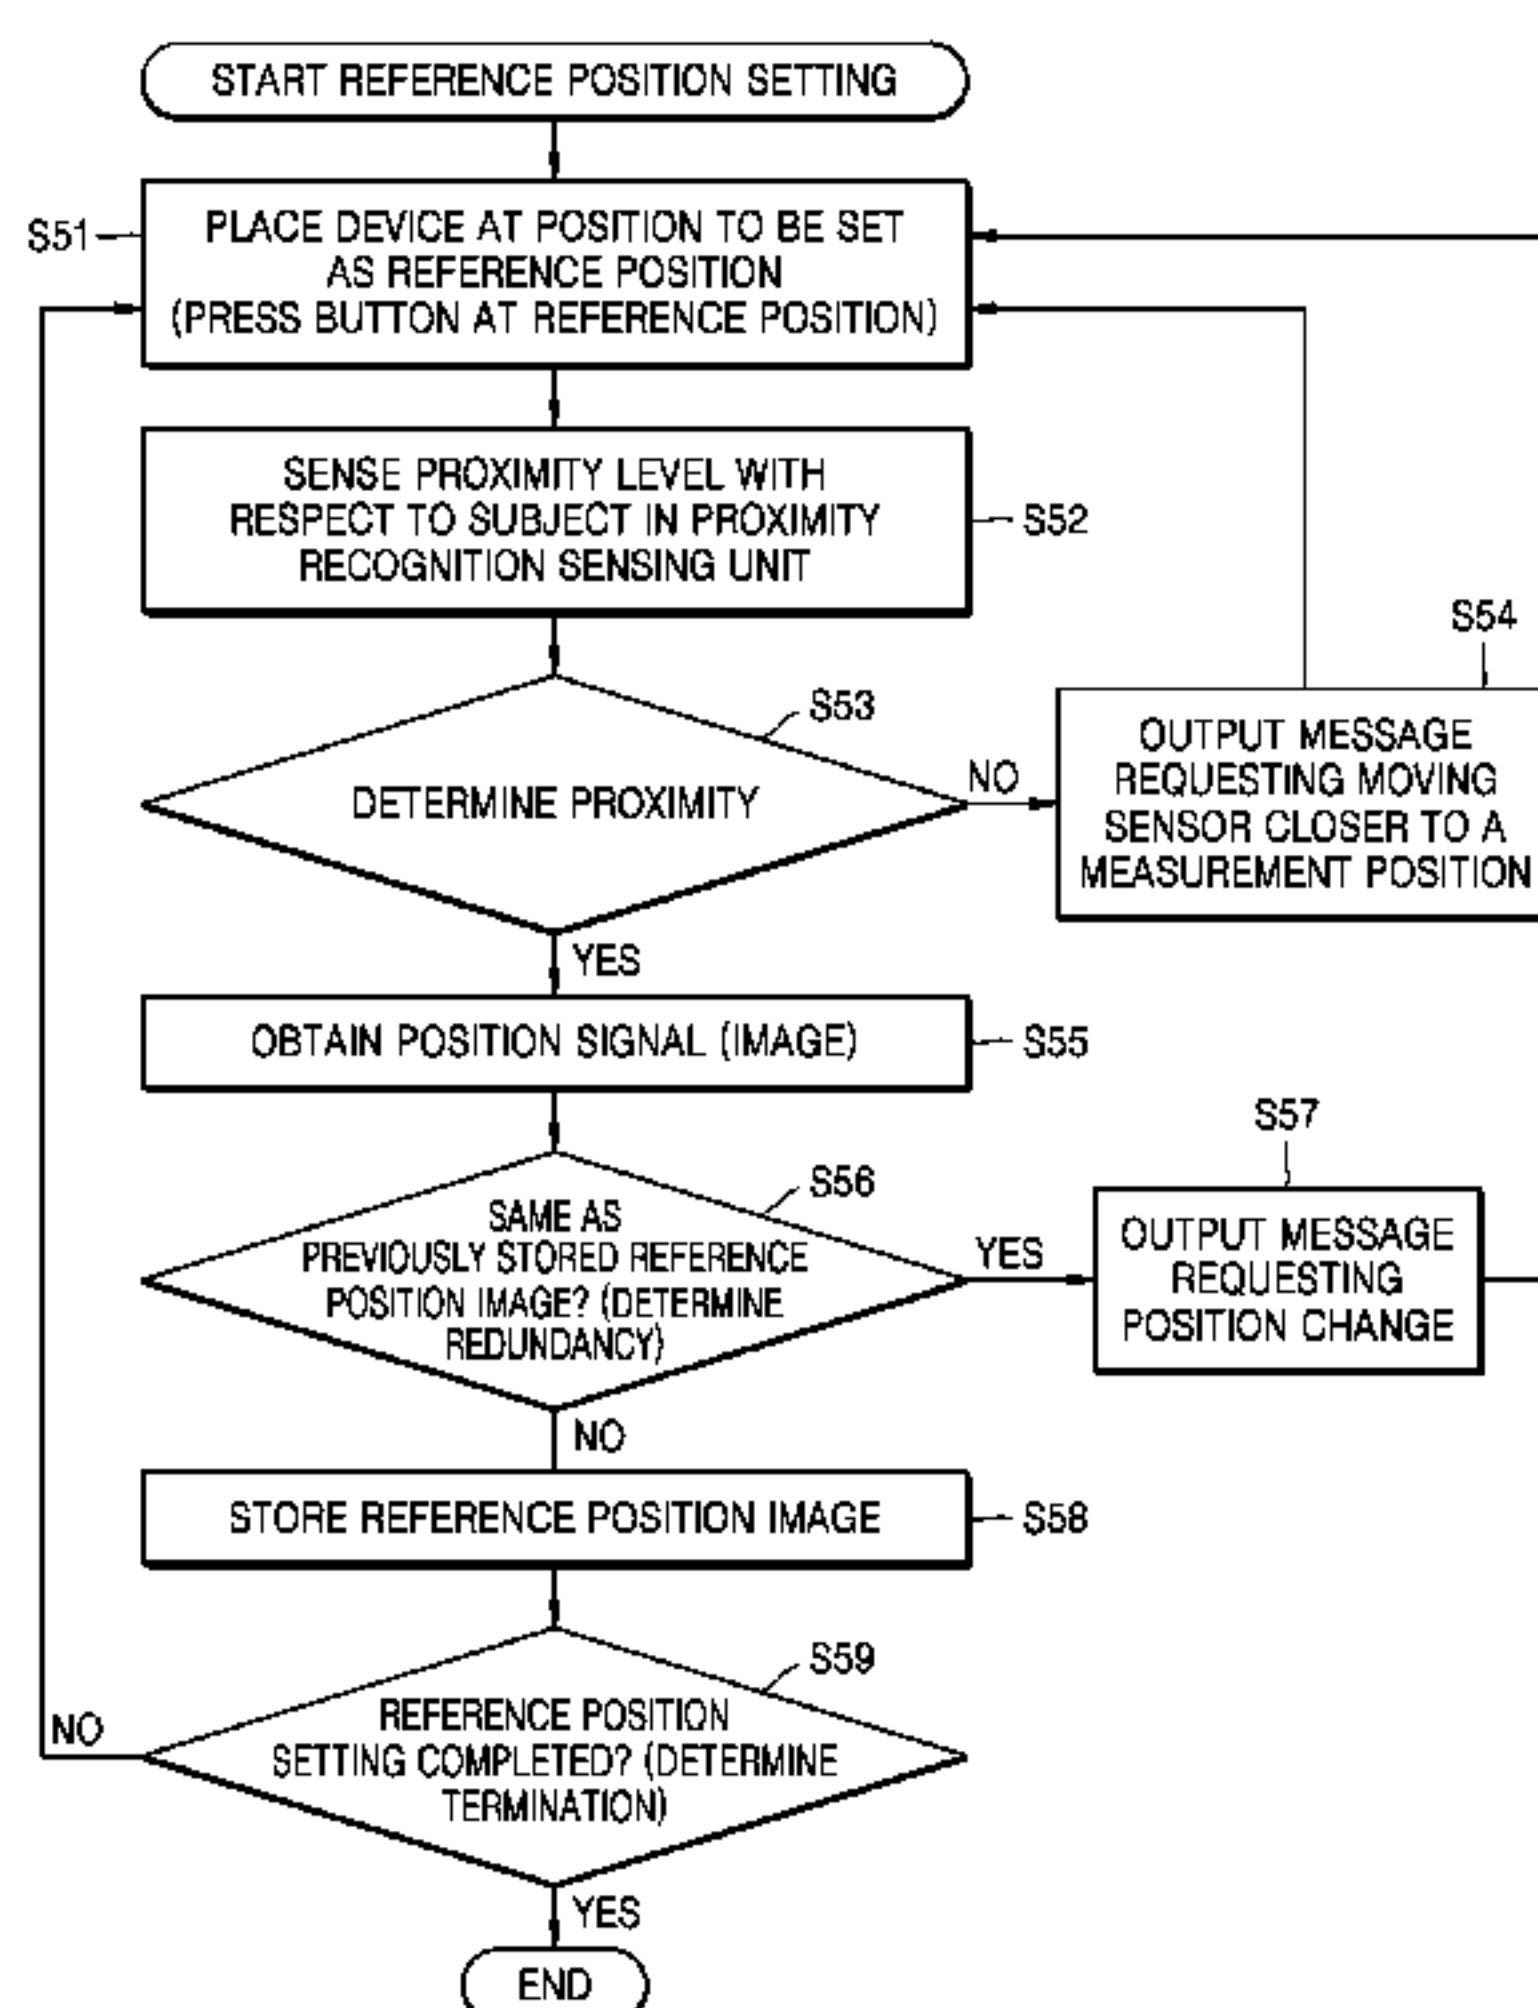 START REFERENCE POSITION SETTING
S51
PLACE DEVICE AT POSITION TO BE SET
AS REFERENCE POSITION
(PRESS BUTTON AT REFERENCE POSITION)
SENSE PROXIMITY LEVEL WITH
RESPECT TO SUBJECT IN PROXIMITY
RECOGNITION SENSING UNIT
S52
S53
DETERMINE PROXIMITY
NO
S54
OUTPUT MESSAGE
REQUESTING MOVING
SENSOR CLOSER TO A
MEASUREMENT POSITION
YES
OBTAIN POSITION SIGNAL (IMAGE)
S55
S56
SAME AS
PREVIOUSLY STORED REFERENCE
POSITION IMAGE? (DETERMINE
REDUNDANCY)
YES
S57
OUTPUT MESSAGE
REQUESTING
POSITION CHANGE
NO
STORE REFERENCE POSITION IMAGE
S58
S59
REFERENCE POSITION
SETTING COMPLETED? (DETERMINE
TERMINATION)
NO
YES
END